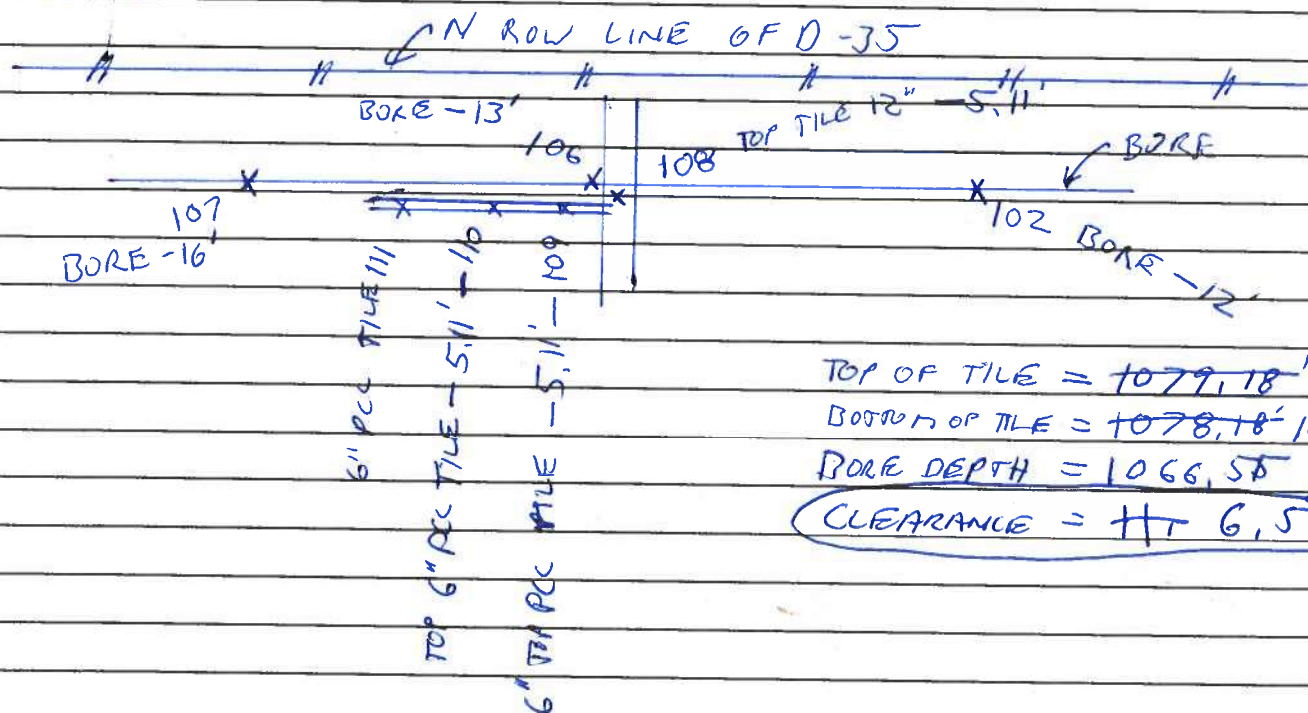 N ROW LINE OF D-35
BORE -13'
TOP TILE 12" -5.11'
106
108
BORE
107
102
BORE -16'
BORE -12'
6" PCC TILE 111
TOP 6" PCC TILE -5.11' -110
6" TOP PCC TILE -5.11' -109
TOP OF TILE = 1079.18'
BOTTOM OF TILE = 1078.18'
BORE DEPTH = 1066.55
CLEARANCE = 6.5